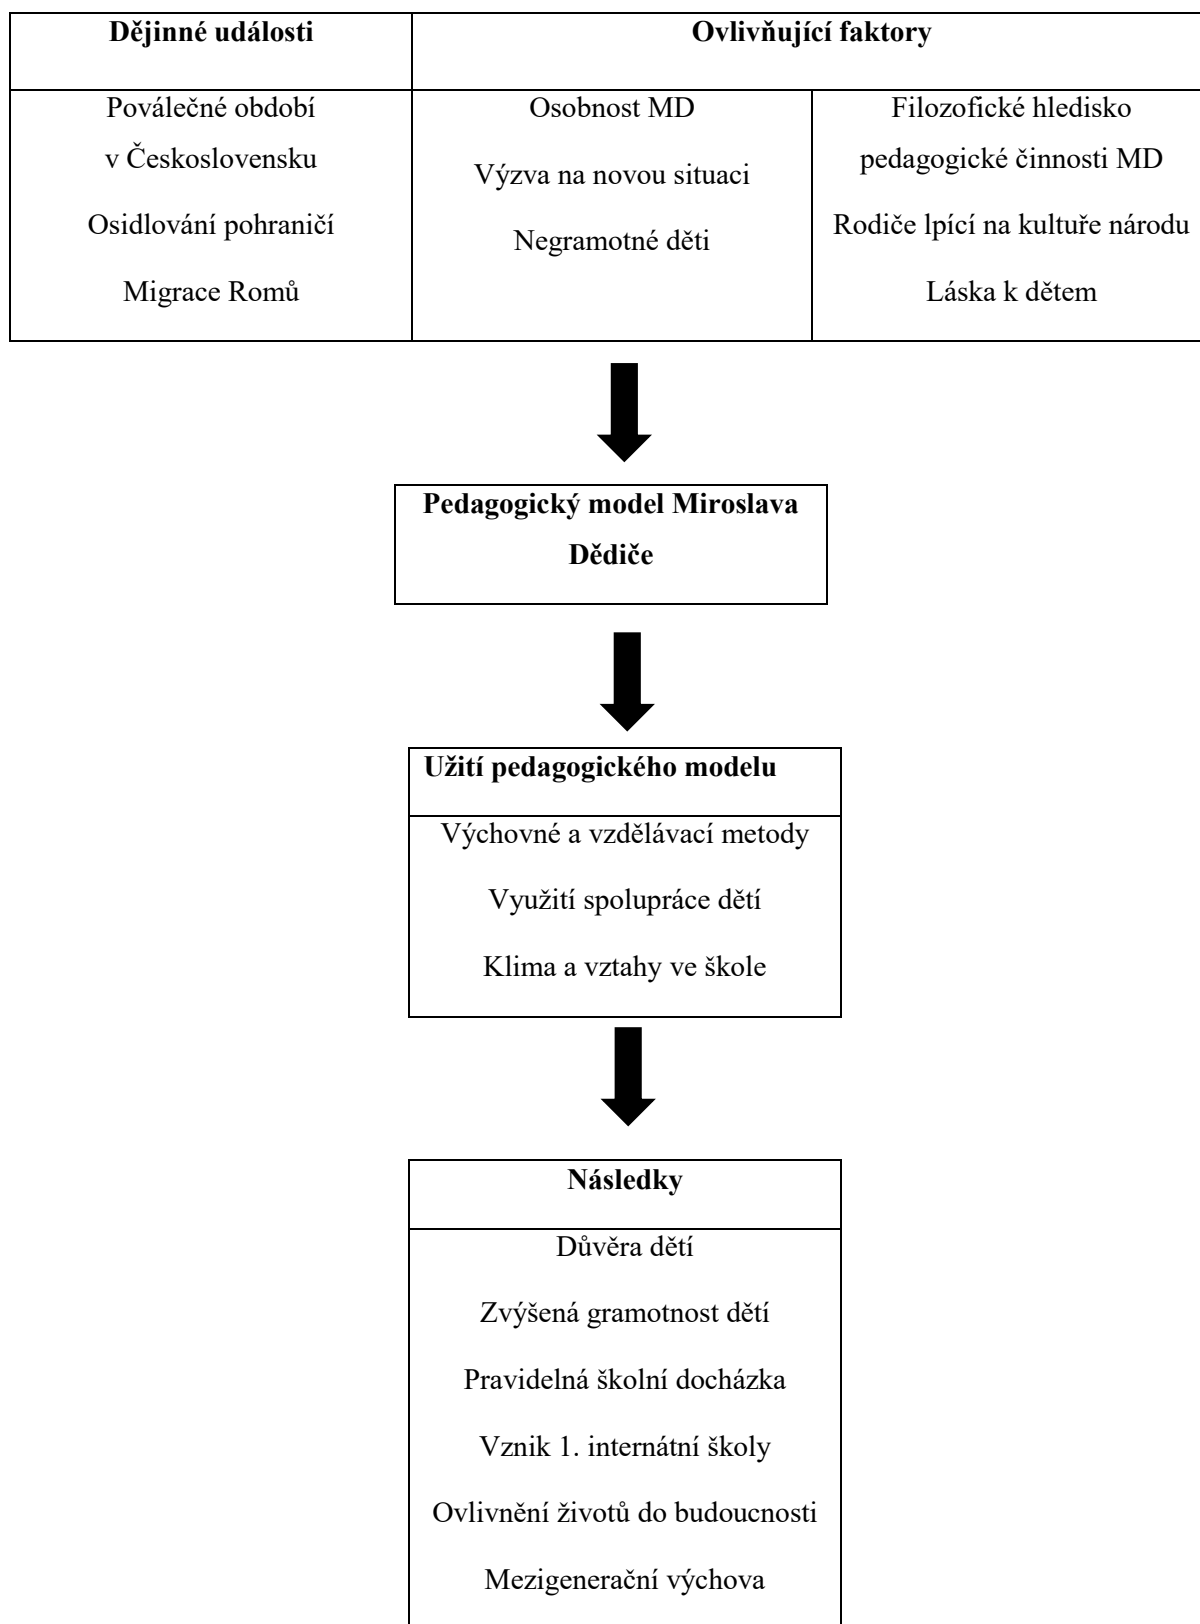 Dějinné události
Ovlivňující faktory
Poválečné období
v Československu
Osidlování pohraničí
Migrace Romů
Osobnost MD
Výzva na novou situaci
Negramotné děti
Filozofické hledisko
pedagogické činnosti MD
Rodiče lpící na kultuře národu
Láska k dětem
Pedagogický model Miroslava
Dědiče
Užití pedagogického modelu
Výchovné a vzdělávací metody
Využití spolupráce dětí
Klima a vztahy ve škole
Následky
Důvěra dětí
Zvýšená gramotnost dětí
Pravidelná školní docházka
Vznik 1. internátní školy
Ovlivnění životů do budoucnosti
Mezigenerační výchova